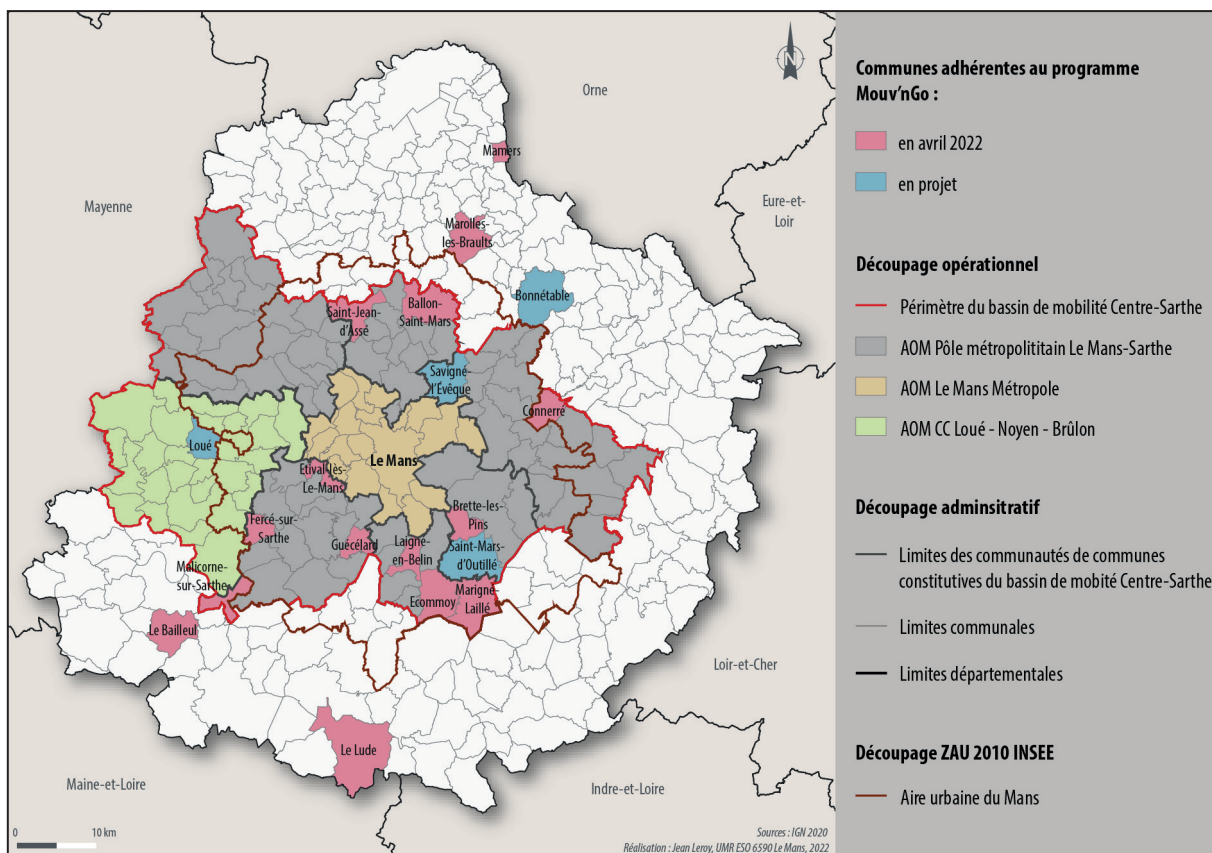 Orne
Mamers
Mayenne
Eure-et-
Loir
Marolles-
les-Braults
Bonnétable
Ballon-
Saint-Mars
Saint-Jean-
d'Assé
Savigné-
l'Évêque
Connerré
Loué
Le Mans
Étival-lès-
Le-Mans
Brette-les-
Pins
Fercé-sur-
Sarthe
Guécélard
Laigné-
en-Belin
Saint-Mars-
d'Outillé
Malicorne-
sur-Sarthe
Ecommoy
Marigné-
Laillé
Le Bailleul
Loir-et-Cher
Le Lude
Maine-et-Loire
Indre-et-Loire
0 10 km
Sources : IGN 2020
Réalisation : Jean Leroy, UMR ESO 6590 Le Mans, 2022
N
Communes adhérentes au programme
Mouv'nGo :
en avril 2022
en projet
Découpage opérationnel
Périmètre du bassin de mobilité Centre-Sarthe
AOM Pôle métropolititain Le Mans-Sarthe
AOM Le Mans Métropole
AOM CC Loué - Noyen - Brûlon
Découpage adminsitratif
Limites des communautés de communes
constitutives du bassin de mobité Centre-Sarthe
Limites communales
Limites départementales
Découpage ZAU 2010 INSEE
Aire urbaine du Mans